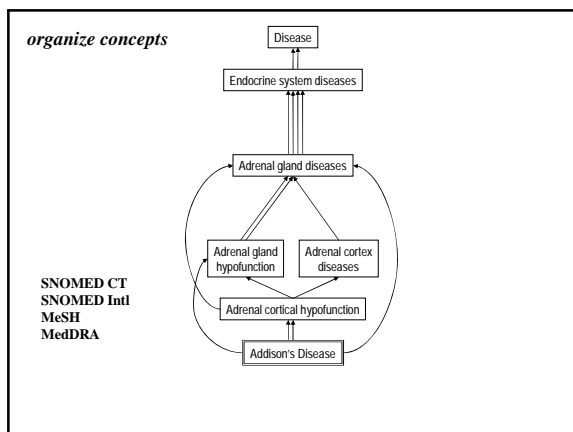 organize concepts
Disease
Endocrine system diseases
Adrenal gland diseases
Adrenal gland
hypofunction
Adrenal cortex
diseases
SNOMED CT
SNOMED Intl
MeSH
MedDRA
Adrenal cortical hypofunction
Addison's Disease